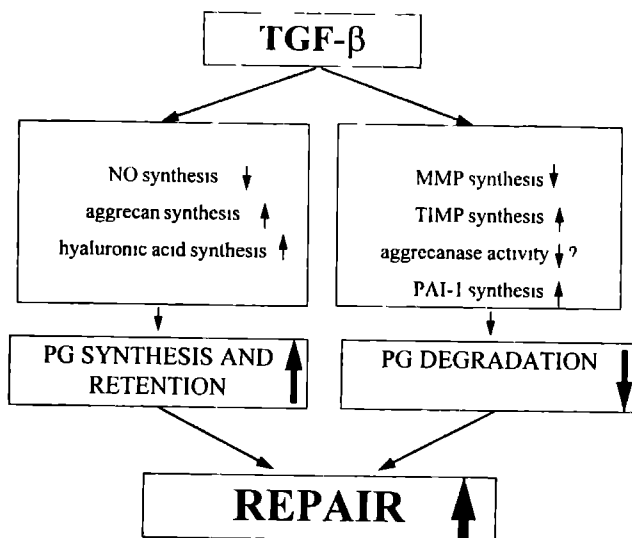 TGF-β
NO synthesis ↓
aggrecan synthesis ↑
hyaluronic acid synthesis ↑
MMP synthesis ↓
TIMP synthesis ↑
aggrecanase activity ↓ ?
PAI-1 synthesis ↑
PG SYNTHESIS AND
RETENTION ↑
PG DEGRADATION ↓
REPAIR ↑